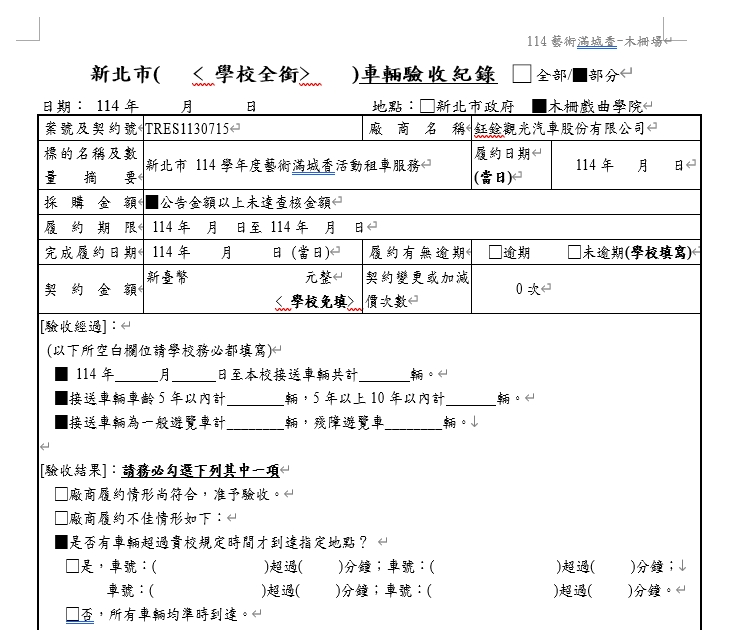 114 藝術滿城香-木柵場
新北市( < 學校全銜> )車輛驗收紀錄 □全部/■部分
日期： 114 年 月 日 地點：□新北市政府 ■木柵戲曲學院
案號及契約號 TRES1130715 廠商名稱 鈺銓觀光汽車股份有限公司
標的名稱及數量摘要 新北市 114 學年度藝術滿城香活動租車服務 履約日期(當日) 114 年 月 日
採購金額 ■公告金額以上未達查核金額
履約期限 114 年 月 日至 114 年 月 日
完成履約日期 114 年 月 日 (當日) 履約有無逾期 □逾期 □未逾期(學校填寫)
契約金額 新臺幣 元整 < 學校免填> 契約變更或加減價次數 0 次
[驗收經過]：
(以下所空白欄位請學校務必都填寫)
■ 114 年______月______日至本校接送車輛共計_______輛。
■接送車輛車齡 5 年以內計________輛，5 年以上 10 年以內計________輛。
■接送車輛為一般遊覽車計________輛，殘障遊覽車________輛。
[驗收結果]：請務必勾選下列其中一項
□廠商履約情形尚符合，准予驗收。
□廠商履約不佳情形如下：
■是否有車輛超過貴校規定時間才到達指定地點？
□是，車號：( )超過( )分鐘；車號：( )超過( )分鐘；
車號：( )超過( )分鐘；車號：( )超過( )分鐘。
□否，所有車輛均準時到達。